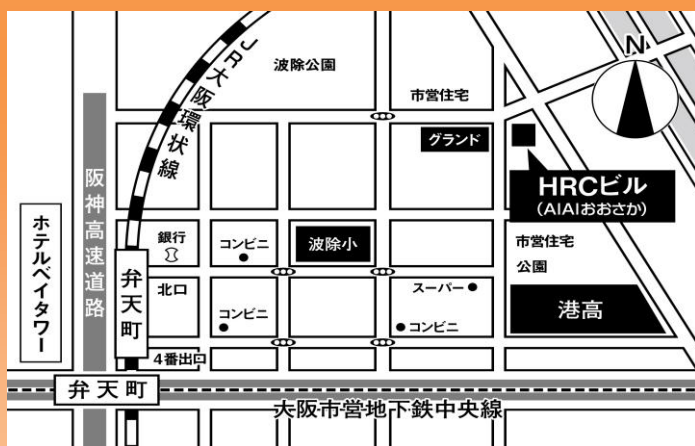 波除公園
N
JR大阪環状線
市営住宅
グランド
HRCビル
(AIAIおおさか)
阪神高速道路
ホテルベイタワー
銀行
コンビニ
波除小
市営住宅
公園
弁天町
北口
スーパー
港高
コンビニ
コンビニ
4番出口
弁天町
大阪市営地下鉄中央線